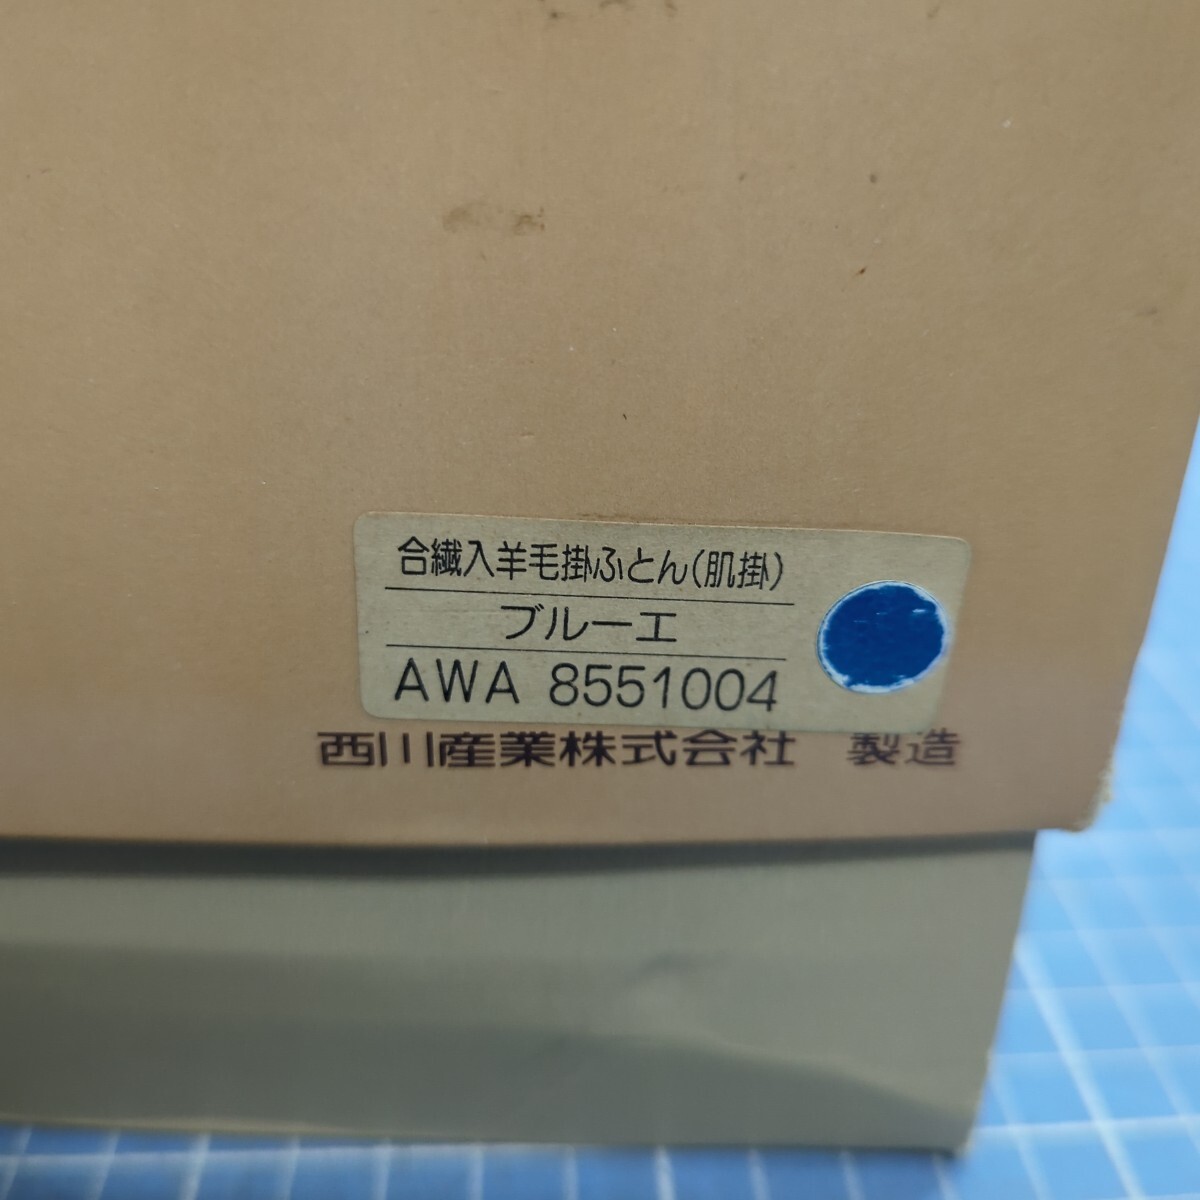 合繊入羊毛掛ふとん(肌掛)
ブルーエ
AWA 8551004
西川産業株式会社 製造